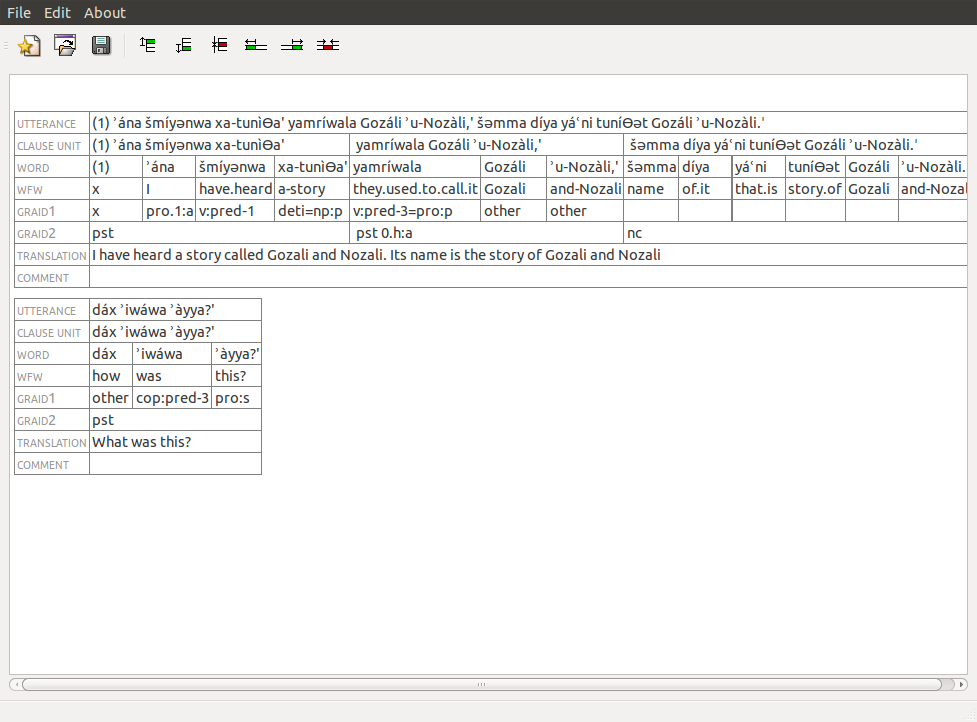 File Edit About
UTTERANCE (1) ʾána šmíyənwa xa-tunìƟa' yamríwala Gozáli ʾu-Nozàli,' šəmma díya yáʿni tuníƟət Gozáli ʾu-Nozàli.'
CLAUSE UNIT (1) ʾána šmíyənwa xa-tunìƟa' yamríwala Gozáli ʾu-Nozàli,' šəmma díya yáʿni tuníƟət Gozáli ʾu-Nozàli.'
WORD (1) ʾána šmíyənwa xa-tunìƟa' yamríwala Gozáli ʾu-Nozàli,' šəmma díya yáʿni tuníƟət Gozáli ʾu-Nozàli.
WFW x I have.heard a-story they.used.to.call.it Gozali and-Nozali name of.it that.is story.of Gozali and-Noza
GRAID1 x pro.1:a v:pred-1 deti=np:p v:pred-3=pro:p other other
GRAID2 pst pst 0.h:a nc
TRANSLATION I have heard a story called Gozali and Nozali. Its name is the story of Gozali and Nozali
COMMENT
UTTERANCE dáx ʾiwáwa ʾàyya?'
CLAUSE UNIT dáx ʾiwáwa ʾàyya?'
WORD dáx ʾiwáwa ʾàyya?'
WFW how was this?
GRAID1 other cop:pred-3 pro:s
GRAID2 pst
TRANSLATION What was this?
COMMENT